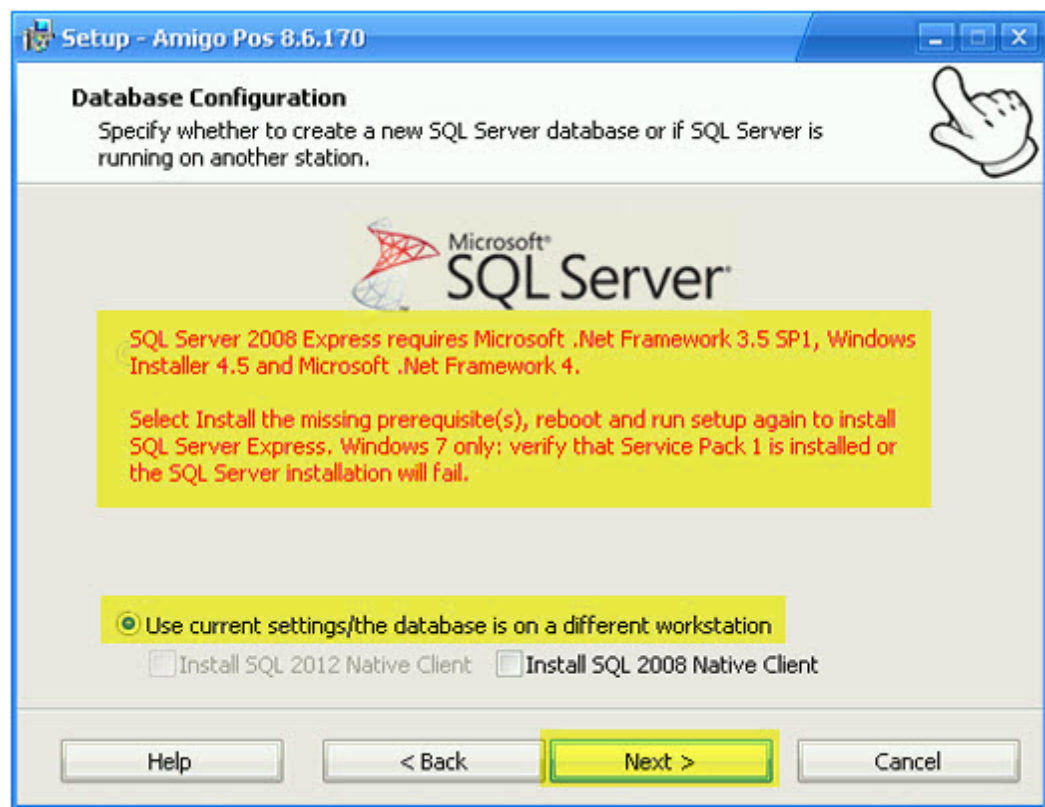 Setup - Amigo Pos 8.6.170
Database Configuration
Specify whether to create a new SQL Server database or if SQL Server is
running on another station.
Microsoft®
SQL Server
SQL Server 2008 Express requires Microsoft .Net Framework 3.5 SP1, Windows
Installer 4.5 and Microsoft .Net Framework 4.
Select Install the missing prerequisite(s), reboot and run setup again to install
SQL Server Express. Windows 7 only: verify that Service Pack 1 is installed or
the SQL Server installation will fail.
Use current settings/the database is on a different workstation
Install SQL 2012 Native Client Install SQL 2008 Native Client
Help < Back Next > Cancel